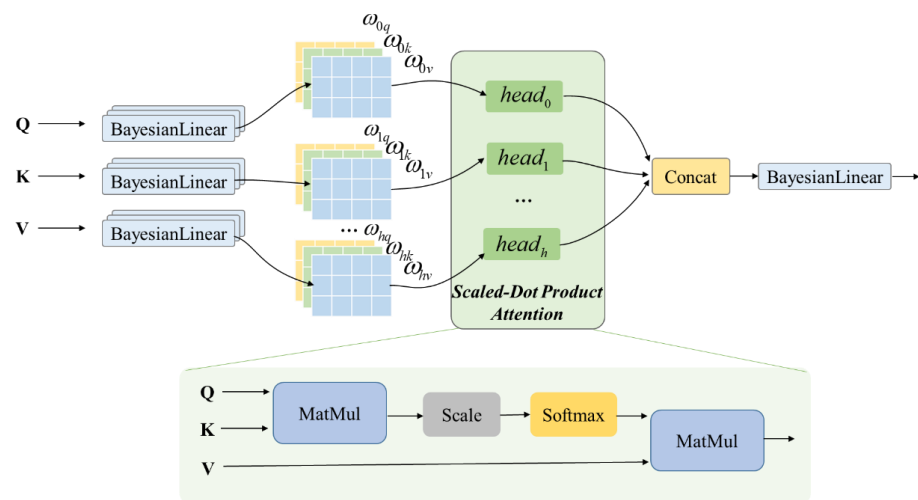 Q
K
V
BayesianLinear
BayesianLinear
BayesianLinear
ω0q
ω0k
ω0v
ω1q
ω1k
ω1v
...
ωhq
ωhk
ωhv
head0
head1
...
headh
Scaled-Dot Product
Attention
Concat
BayesianLinear
Q
K
V
MatMul
Scale
Softmax
MatMul